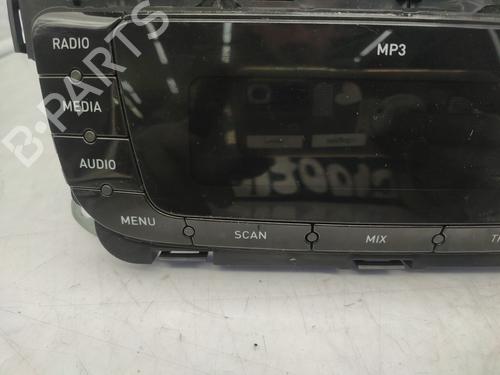 RADIO
MP3
MEDIA
AUDIO
MENU
SCAN
MIX
B-PARTS